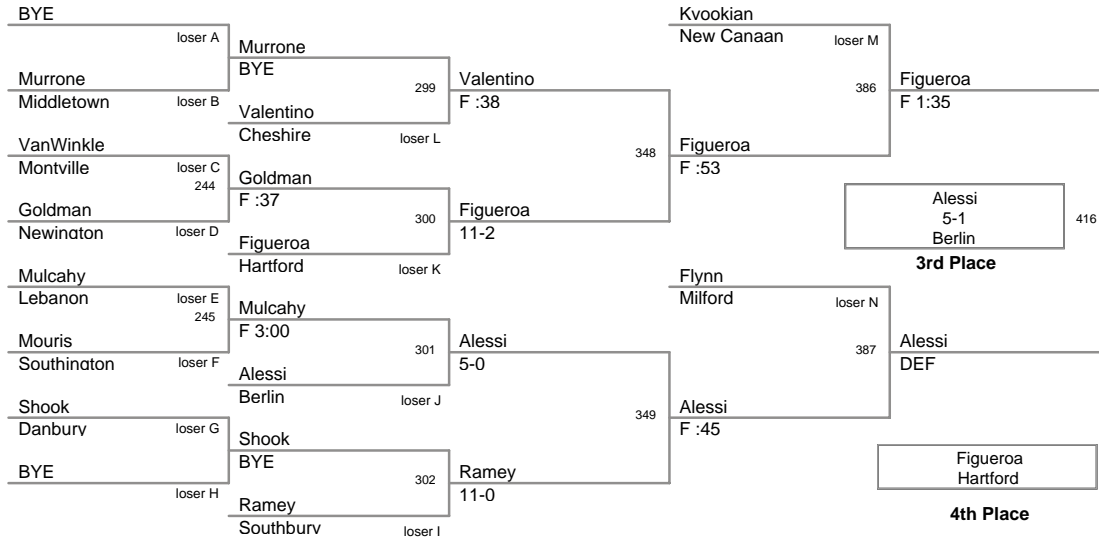 BYE
loser A
Murrone
Middletown
loser B
VanWinkle
Montville
loser C
244
Goldman
Newington
loser D
Mulcahy
Lebanon
loser E
245
Mouris
Southington
loser F
Shook
Danbury
loser G
BYE
loser H
Murrone
BYE
299
Valentino
Cheshire
loser L
Goldman
F :37
300
Figueroa
Hartford
loser K
Mulcahy
F 3:00
301
Alessi
Berlin
loser J
Shook
BYE
302
Ramey
Southbury
loser I
Valentino
F :38
348
Figueroa
11-2
Alessi
5-0
349
Ramey
11-0
Kvookian
New Canaan
loser M
386
Figueroa
F :53
Flynn
Milford
loser N
387
Alessi
F :45
Figueroa
F 1:35
Alessi
5-1
Berlin
416
3rd Place
Alessi
DEF
Figueroa
Hartford
4th Place